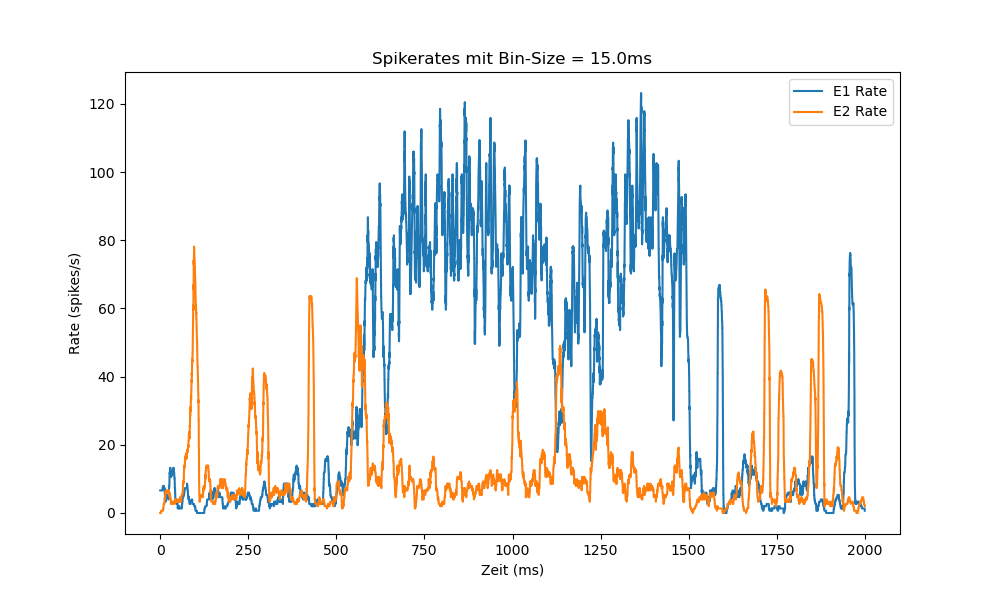 Spikerates mit Bin-Size = 15.0ms
E1 Rate
E2 Rate
120
100
80
60
40
20
0
Rate (spikes/s)
0 250 500 750 1000 1250 1500 1750 2000
Zeit (ms)